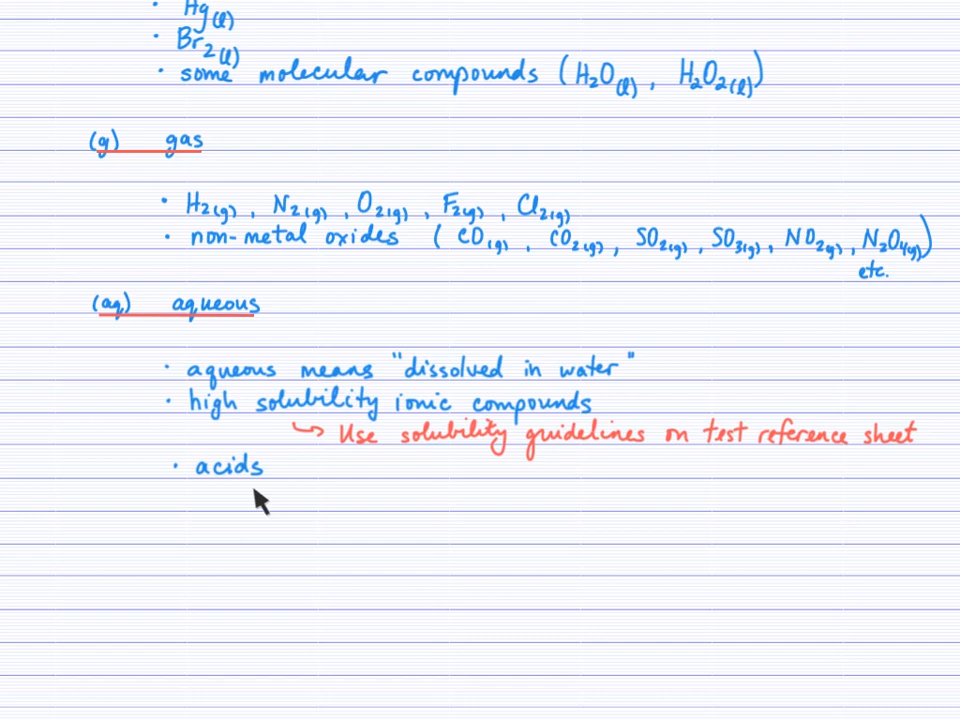 • Hg(l)
• Br2(l)
• some molecular compounds (H2O(l), H2O2(l))
(g) gas
• H2(g), N2(g), O2(g), F2(g), Cl2(g)
• non-metal oxides (CO(g), CO2(g), SO2(g), SO3(g), NO2(g), N2O4(g))
etc.
(aq) aqueous
• aqueous means "dissolved in water"
• high solubility ionic compounds
↪ Use solubility guidelines on test reference sheet
• acids